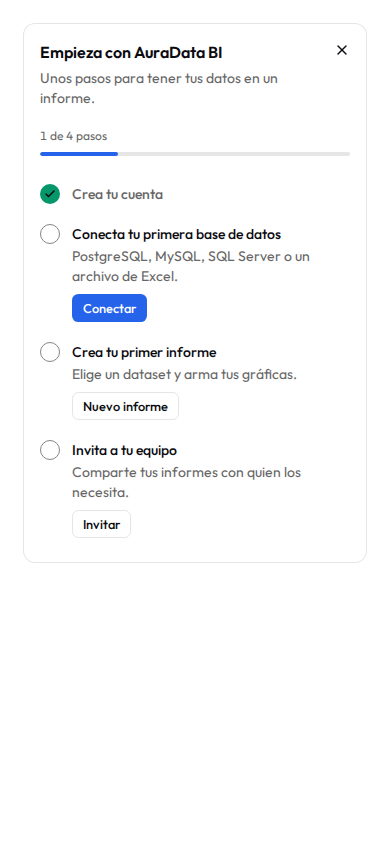 Empieza con AuraData BI
Unos pasos para tener tus datos en un
informe.
1 de 4 pasos
Crea tu cuenta
Conecta tu primera base de datos
PostgreSQL, MySQL, SQL Server o un
archivo de Excel.
Conectar
Crea tu primer informe
Elige un dataset y arma tus gráficas.
Nuevo informe
Invita a tu equipo
Comparte tus informes con quien los
necesita.
Invitar